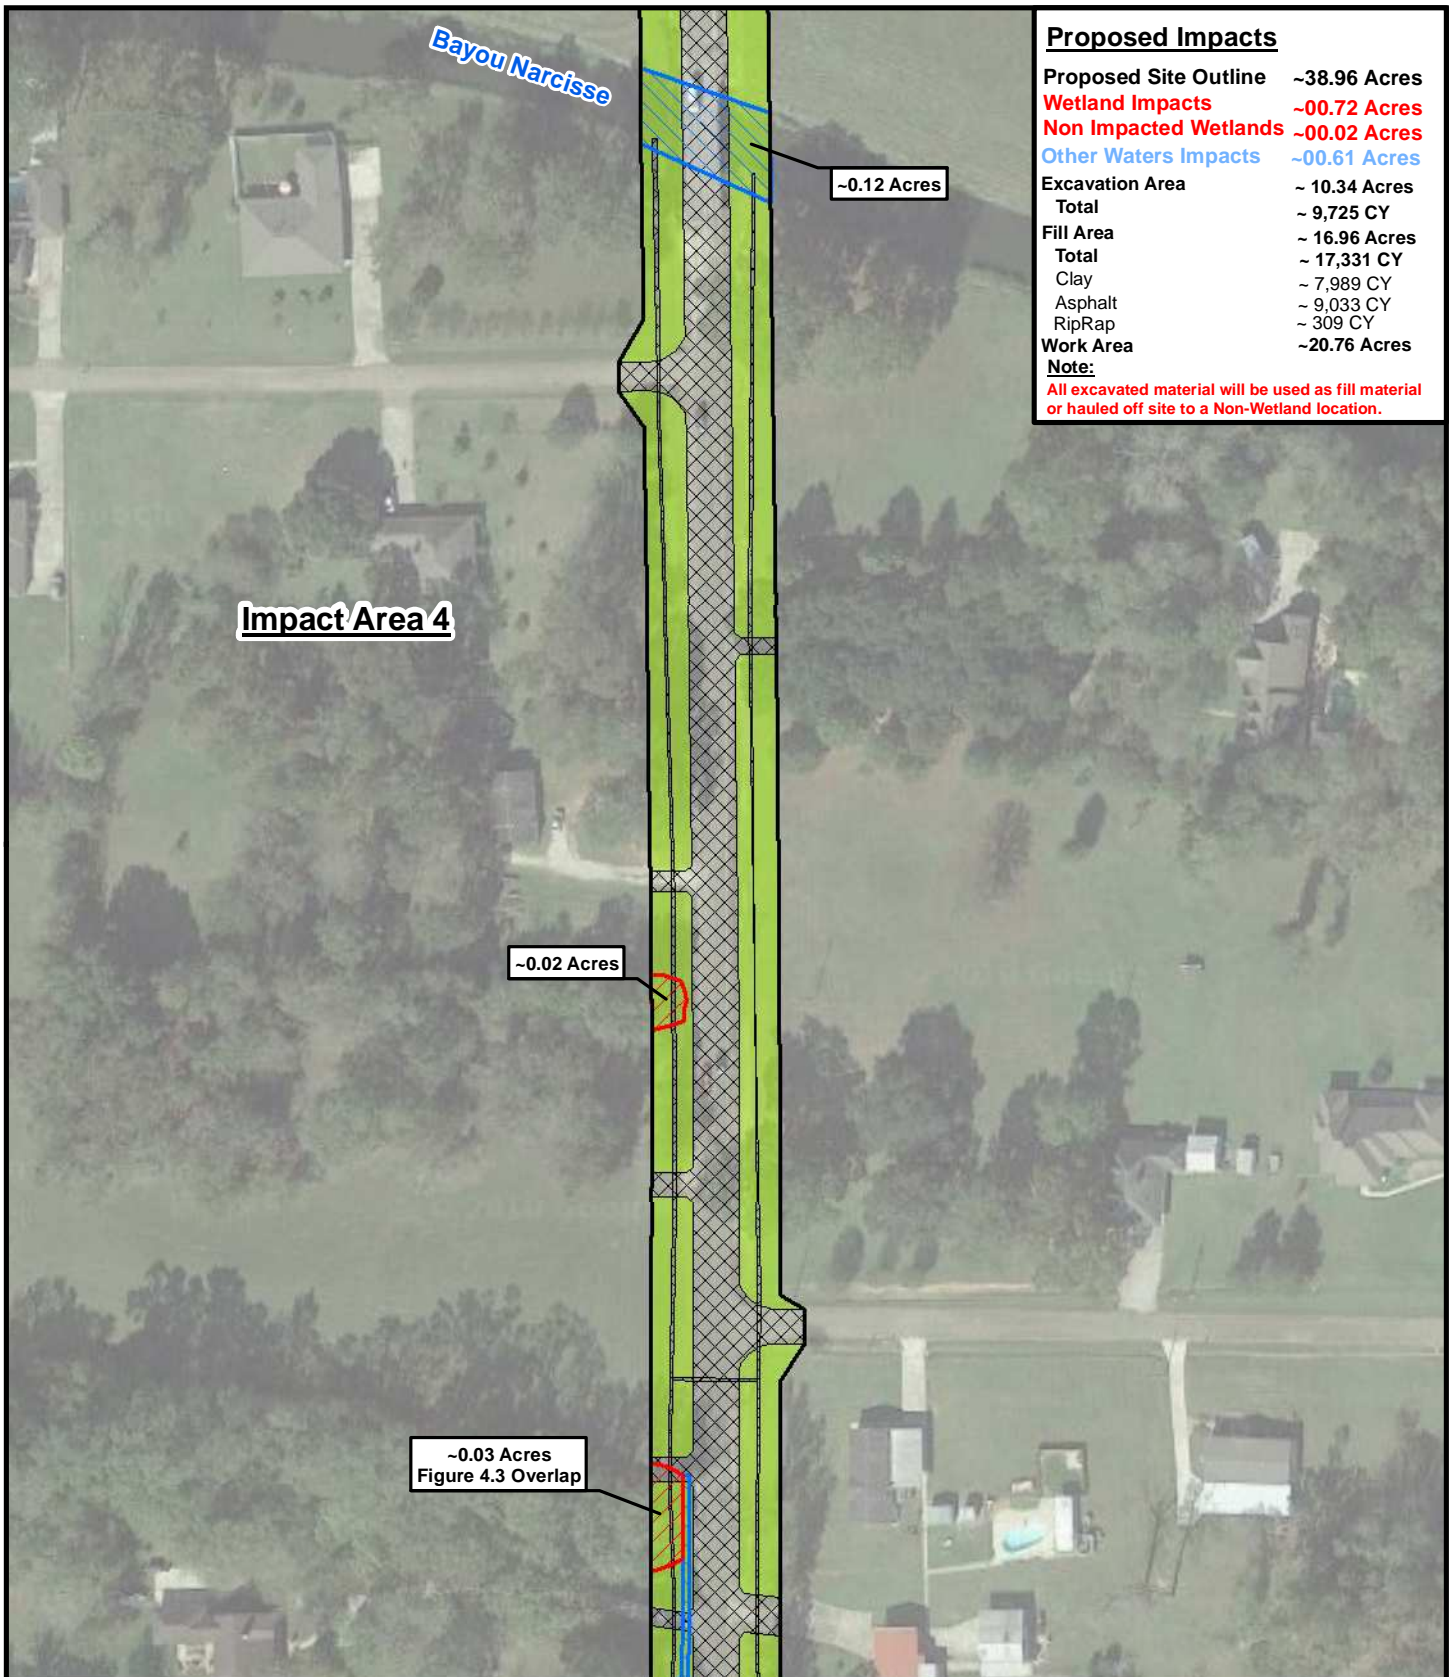 Bayou Narcisse
Proposed Impacts
Proposed Site Outline ~38.96 Acres
Wetland Impacts ~00.72 Acres
Non Impacted Wetlands ~00.02 Acres
Other Waters Impacts ~00.61 Acres
Excavation Area ~ 10.34 Acres
Total ~ 9,725 CY
Fill Area ~ 16.96 Acres
Total ~ 17,331 CY
Clay ~ 7,989 CY
Asphalt ~ 9,033 CY
RipRap ~ 309 CY
Work Area ~20.76 Acres
Note:
All excavated material will be used as fill material
or hauled off site to a Non-Wetland location.
~0.12 Acres
Impact Area 4
~0.02 Acres
~0.03 Acres
Figure 4.3 Overlap